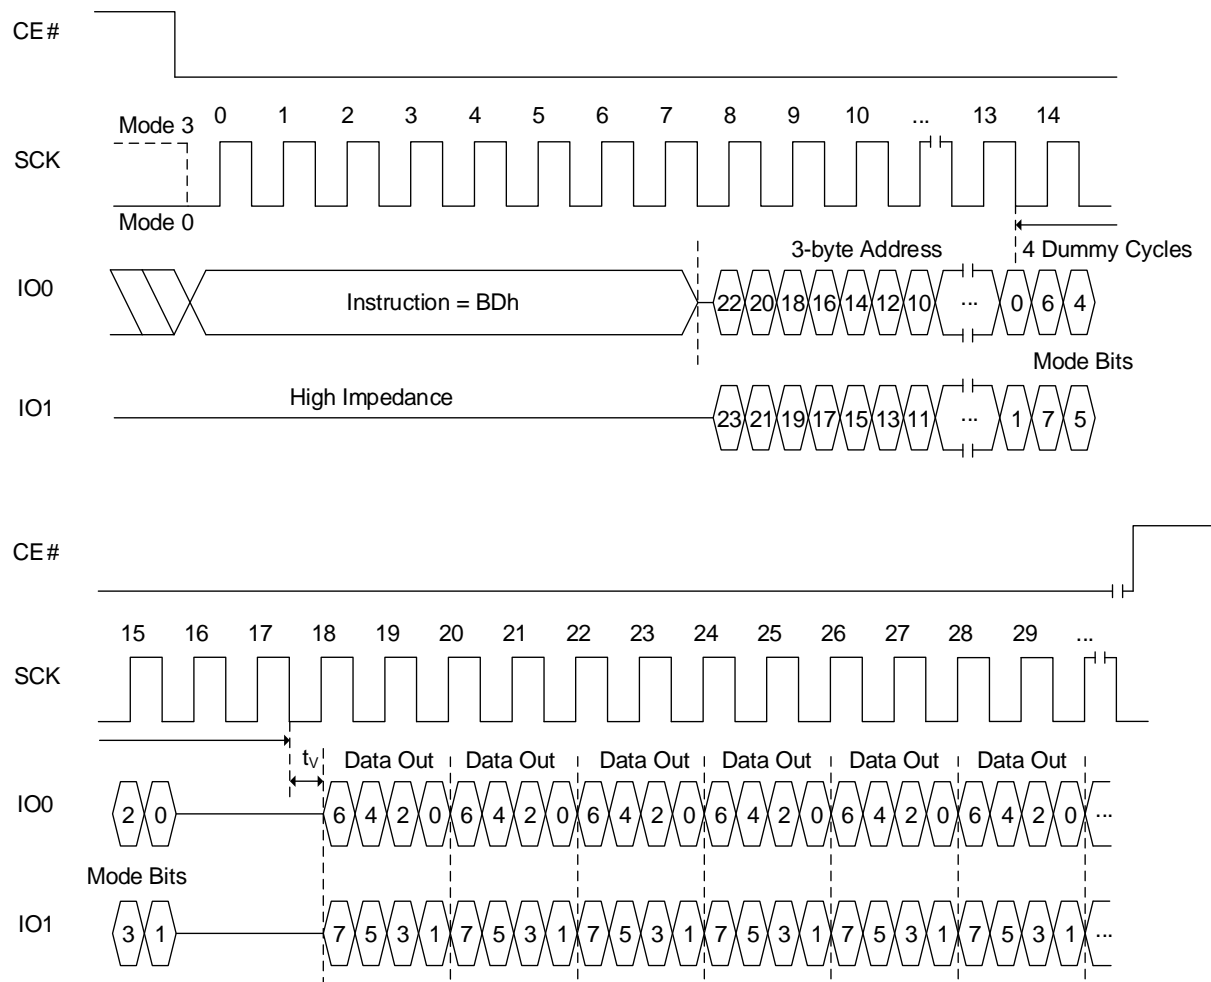 CE#
0 1 2 3 4 5 6 7 8 9 10 ... 13 14
Mode 3
SCK
Mode 0
3-byte Address 4 Dummy Cycles
IO0 Instruction = BDh 22 20 18 16 14 12 10 ... 0 6 4
Mode Bits
IO1 High Impedance 23 21 19 17 15 13 11 ... 1 7 5
CE#
15 16 17 18 19 20 21 22 23 24 25 26 27 28 29 ...
SCK
tV Data Out Data Out Data Out Data Out Data Out Data Out
IO0 2 0 6 4 2 0 6 4 2 0 6 4 2 0 6 4 2 0 6 4 2 0 6 4 2 0 ...
Mode Bits
IO1 3 1 7 5 3 1 7 5 3 1 7 5 3 1 7 5 3 1 7 5 3 1 7 5 3 1 ...